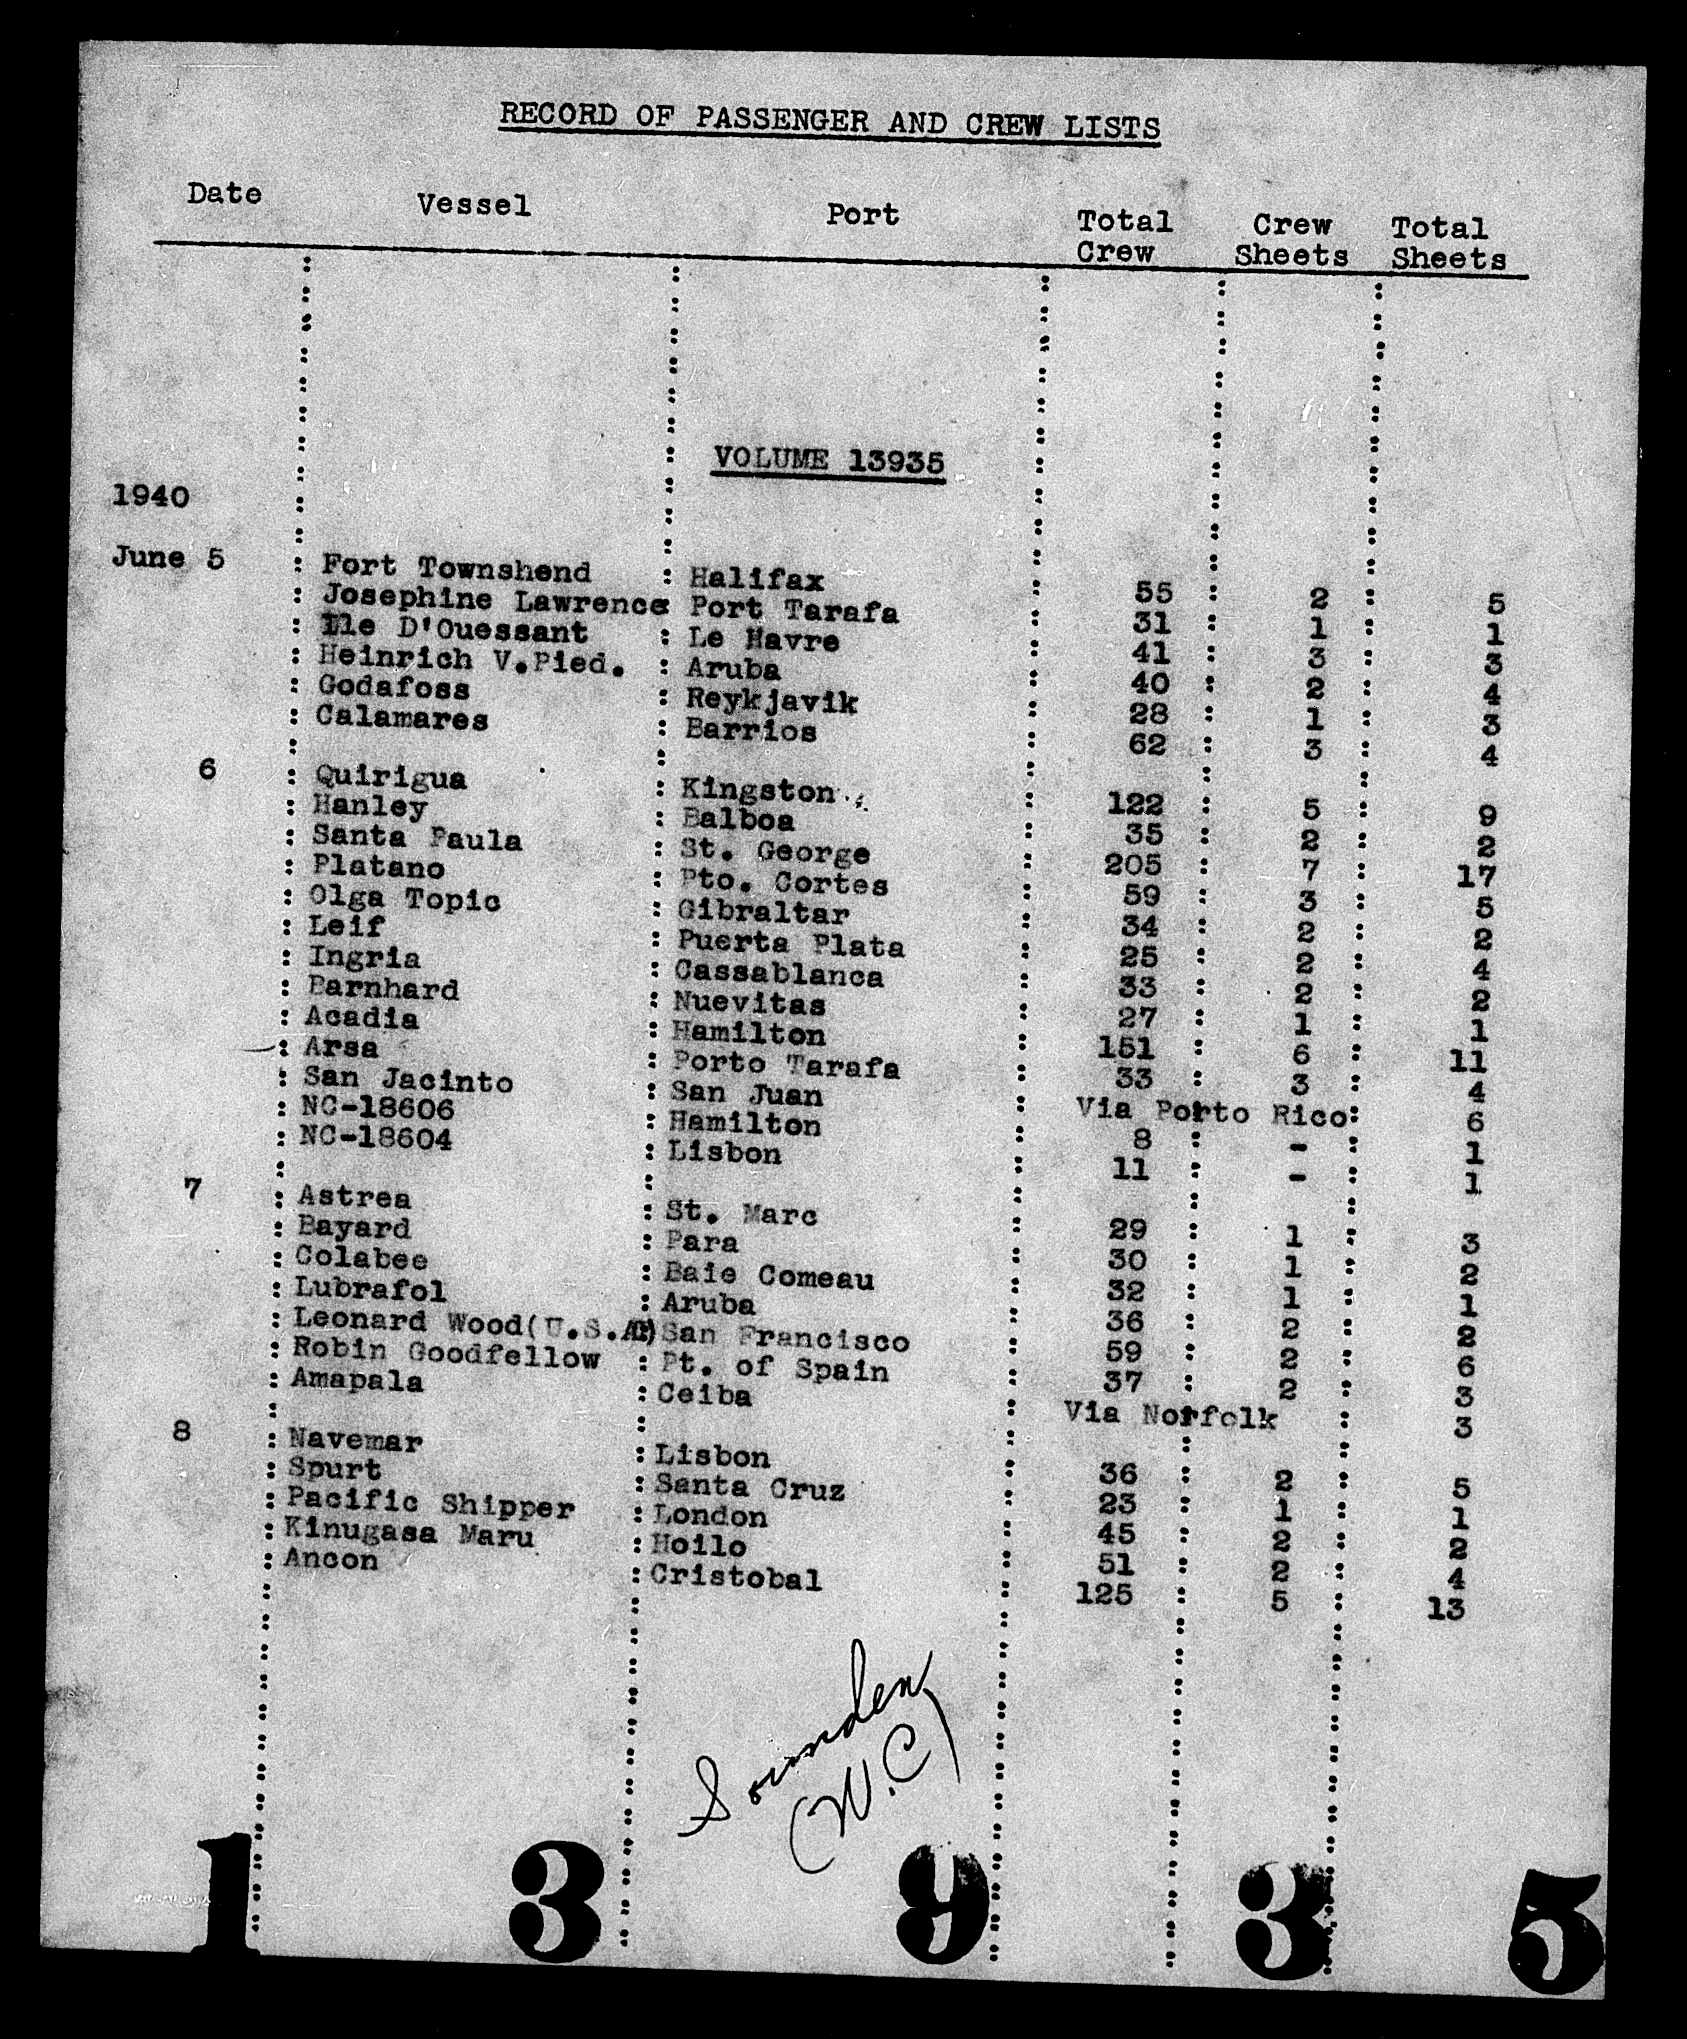 RECORD OF PASSENGER AND CREW LISTS
Date Vessel Port Total Crew Crew Sheets Total Sheets
VOLUME 13935
1940
June 5 : Fort Townshend : Halifax 55 : 2 : 5
: Josephine Lawrence: Port Tarafa 31 : 1 : 1
: Ile D'Ouessant : Le Havre 41 : 3 : 3
: Heinrich V.Pied. : Aruba 40 : 2 : 4
: Godafoss : Reykjavik 28 : 1 : 3
: Calamares : Barrios 62 : 3 : 4
6 : Quirigua : Kingston 122 : 5 : 9
: Hanley : Balboa 35 : 2 : 2
: Santa Paula : St. George 205 : 7 : 17
: Platano : Pto. Cortes 59 : 3 : 5
: Olga Topic : Gibraltar 34 : 2 : 2
: Leif : Puerta Plata 25 : 2 : 4
: Ingria : Cassablanca 33 : 2 : 2
: Barnhard : Nuevitas 27 : 1 : 1
: Acadia : Hamilton 151 : 6 : 11
: Arsa : Porto Tarafa 33 : 3 : 4
: San Jacinto : San Juan Via Porto Rico: 6
: NC-18606 : Hamilton 8 : - : 1
: NC-18604 : Lisbon 11 : - : 1
7 : Astrea : St. Marc 29 : 1 : 3
: Bayard : Para 30 : 1 : 2
: Colabee : Baie Comeau 32 : 1 : 1
: Lubrafol : Aruba 36 : 2 : 2
: Leonard Wood(U.S.AT) San Francisco 59 : 2 : 6
: Robin Goodfellow : Pt. of Spain 37 : 2 : 3
: Amapala : Ceiba Via Norfolk : 3
8 : Navemar : Lisbon 36 : 2 : 5
: Spurt : Santa Cruz 23 : 1 : 1
: Pacific Shipper : London 45 : 2 : 2
: Kinugasa Maru : Hoilo 51 : 2 : 4
: Ancon : Cristobal 125 : 5 : 13
(W.C)
1 3 9 3 5